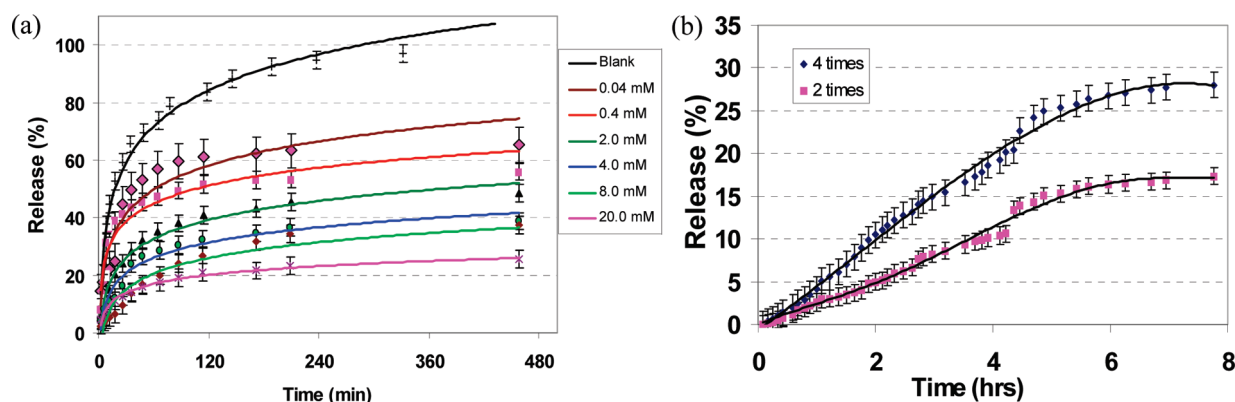 (a)
Release (%)
100
80
60
40
20
0
0
120
240
360
480
Time (min)
Blank
0.04 mM
0.4 mM
2.0 mM
4.0 mM
8.0 mM
20.0 mM
(b)
Release (%)
35
30
25
20
15
10
5
0
0
2
4
6
8
Time (hrs)
4 times
2 times